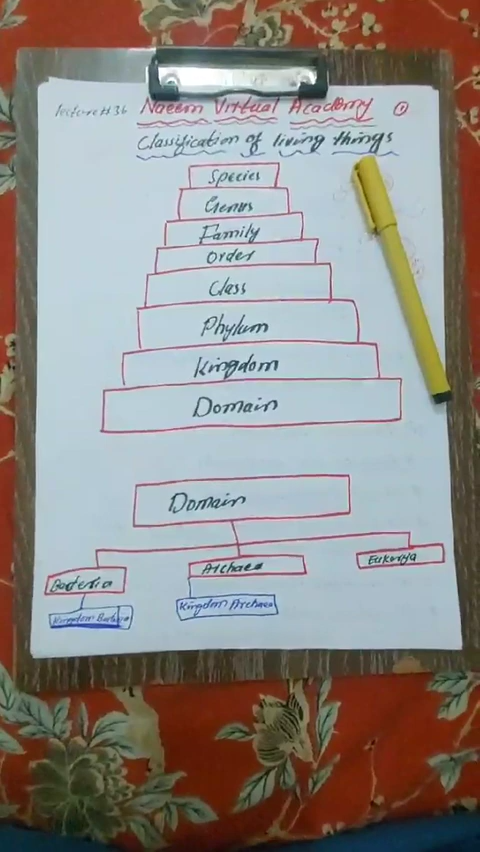 lecture#36 Naeem Virtual Academy 1
Classification of living things
Species
Genus
Family
Order
Class
Phylum
Kingdom
Domain
Domain
Bacteria Archaea Eukarya
Kingdom Bacteria Kingdom Archaea